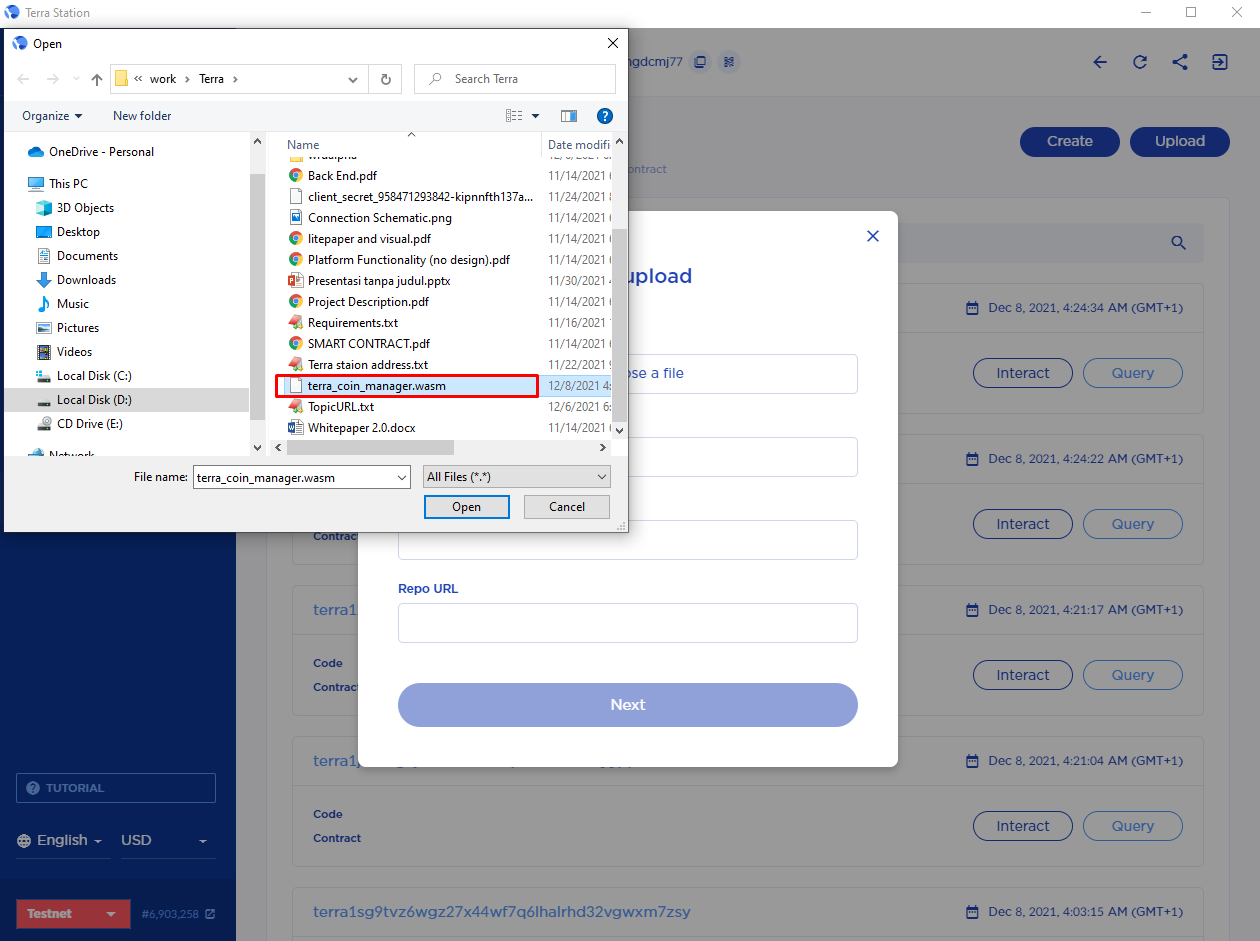 Terra Station
Open
« work › Terra ›
Search Terra
Organize
New folder
?
OneDrive - Personal
This PC
3D Objects
Desktop
Documents
Downloads
Music
Pictures
Videos
Local Disk (C:)
Local Disk (D:)
CD Drive (E:)
Network
Name
Date modifi
Back End.pdf
11/14/2021
client_secret_958471293842-kipnnfth137a...
11/24/2021
Connection Schematic.png
11/14/2021
litepaper and visual.pdf
11/14/2021
Platform Functionality (no design).pdf
11/14/2021
Presentasi tanpa judul.pptx
11/30/2021
Project Description.pdf
11/14/2021
Requirements.txt
11/16/2021
SMART CONTRACT.pdf
11/14/2021
Terra staion address.txt
11/22/2021
terra_coin_manager.wasm
12/8/2021 4:
TopicURL.txt
12/6/2021 6:
Whitepaper 2.0.docx
11/14/2021
File name:
terra_coin_manager.wasm
All Files (*.*)
Open
Cancel
ngdcmj77
Create
Upload
ontract
upload
ose a file
Repo URL
Next
Dec 8, 2021, 4:24:34 AM (GMT+1)
Interact
Query
Dec 8, 2021, 4:24:22 AM (GMT+1)
Interact
Query
Contract
terra1
Dec 8, 2021, 4:21:17 AM (GMT+1)
Code
Contract
Interact
Query
terra1
Dec 8, 2021, 4:21:04 AM (GMT+1)
Code
Contract
Interact
Query
terra1sg9tvz6wgz27x44wf7q6lhalrhd32vgwxm7zsy
Dec 8, 2021, 4:03:15 AM (GMT+1)
? TUTORIAL
English
USD
Testnet
#6,903,258